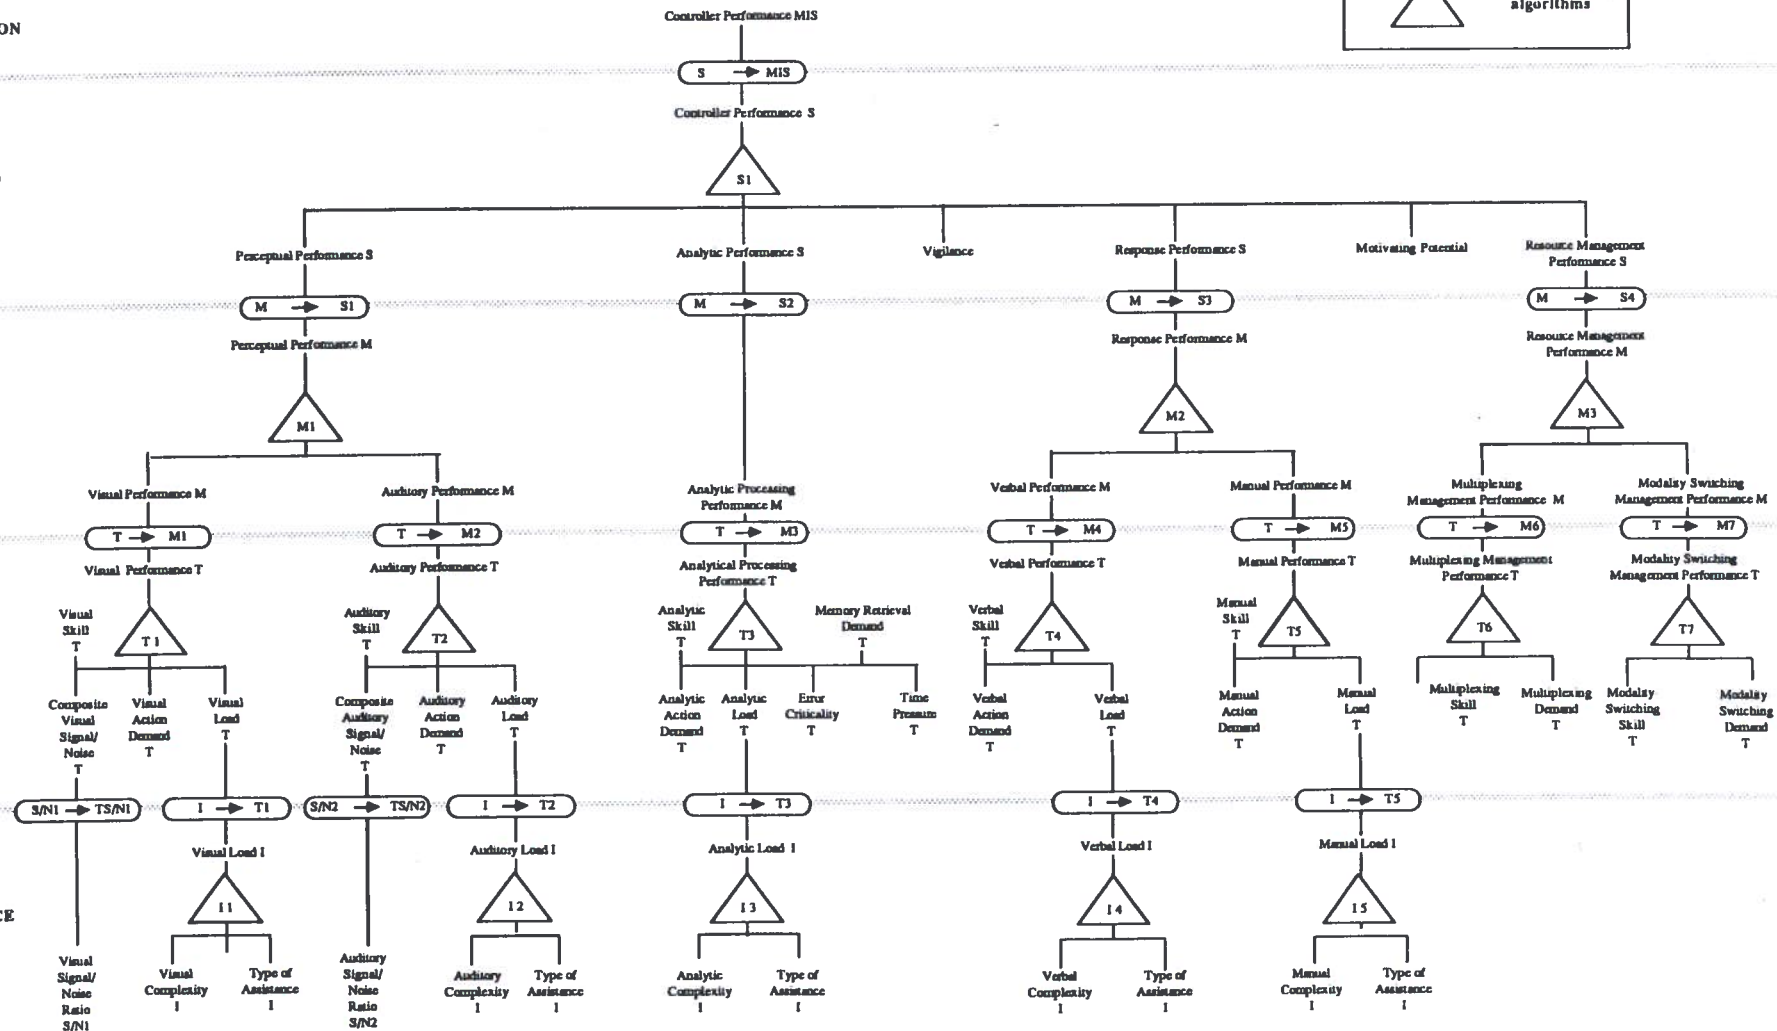 Controller Performance MIS
algorithms
ON
S → MIS
Controller Performance S
S1
Perceptual Performance S
Analytic Performance S
Vigilance
Response Performance S
Motivating Potential
Resource Management
Performance S
M → S1
M → S2
M → S3
M → S4
Perceptual Performance M
Response Performance M
Resource Management
Performance M
M1
M2
M3
Visual Performance M
Auditory Performance M
Analytic Processing
Performance M
Verbal Performance M
Manual Performance M
Multiplexing
Management Performance M
Modality Switching
Management Performance M
T → M1
T → M2
T → M3
T → M4
T → M5
T → M6
T → M7
Visual Performance T
Auditory Performance T
Analytical Processing
Performance T
Verbal Performance T
Manual Performance T
Multiplexing Management
Performance T
Modality Switching
Management Performance T
Visual
Skill
T
T1
Auditory
Skill
T
T2
Analytic
Skill
T
T3
Memory Retrieval
Demand
T
Verbal
Skill
T
T4
Manual
Skill
T
T5
T6
T7
Composite
Visual
Signal/
Noise
T
Visual
Action
Demand
T
Visual
Load
T
Composite
Auditory
Signal/
Noise
T
Auditory
Action
Demand
T
Auditory
Load
T
Analytic
Action
Demand
T
Analytic
Load
T
Error
Criticality
T
Time
Pressure
T
Verbal
Action
Demand
T
Verbal
Load
T
Manual
Action
Demand
T
Manual
Load
T
Multiplexing
Skill
T
Multiplexing
Demand
T
Modality
Switching
Skill
T
Modality
Switching
Demand
T
S/N1 → TS/N1
I → T1
S/N2 → TS/N2
I → T2
I → T3
I → T4
I → T5
Visual Load I
Auditory Load I
Analytic Load I
Verbal Load I
Manual Load I
CE
I1
I2
I3
I4
I5
Visual
Signal/
Noise
Ratio
S/N1
Visual
Complexity
I
Type of
Assistance
I
Auditory
Signal/
Noise
Ratio
S/N2
Auditory
Complexity
I
Type of
Assistance
I
Analytic
Complexity
I
Type of
Assistance
I
Verbal
Complexity
I
Type of
Assistance
I
Manual
Complexity
I
Type of
Assistance
I